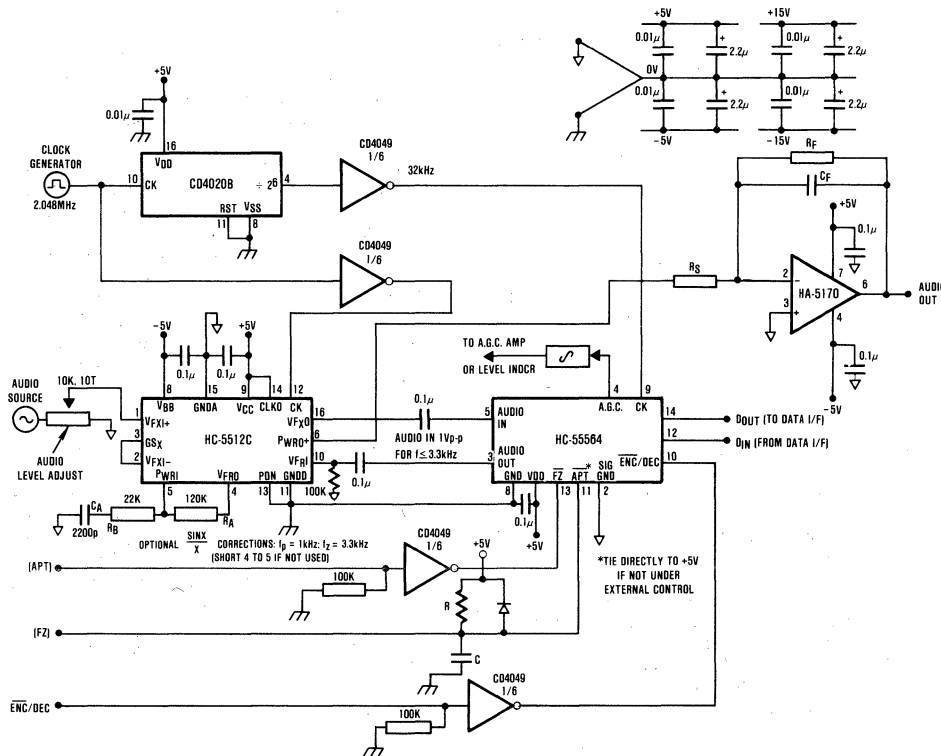 +5V
+15V
0.01μ
+
2.2μ
0.01μ
+
2.2μ
0V
0.01μ
+
2.2μ
0.01μ
+
2.2μ
-5V
-15V
+5V
0.01μ
16
VDD
CLOCK
GENERATOR
2.048MHz
10
CK
CD4020B
÷ 2⁶
4
RST
VSS
11
8
CD4049
1/6
32kHz
CD4049
1/6
RF
CF
+5V
0.1μ
RS
2
-
7
HA-5170
6
3
+
4
AUDIO
OUT
0.1μ
-5V
TO A.G.C. AMP
OR LEVEL INDCR
-5V
+5V
0.1μ
0.1μ
8
15
9
14
12
VBB
GNDA
VCC
CLKO
CK
AUDIO
SOURCE
10K, 10T
AUDIO
LEVEL ADJUST
1
VFXI+
3
GSX
2
VFXI-
HC-5512C
VFXO
16
PWRO+
6
VFRI
10
PWRI
VFRO
PDN
GNDD
5
4
13
11
100K
0.1μ
0.1μ
AUDIO IN 1Vp-p
FOR f ≤ 3.3kHz
4
9
A.G.C.
CK
5
AUDIO
IN
HC-55564
14
DOUT (TO DATA I/F)
12
DIN (FROM DATA I/F)
3
AUDIO
OUT
ENC/DEC
10
GND
VDD
FZ
APT*
SIG
GND
8
13
11
2
0.1μ
+5V
CA
2200p
22K
RB
120K
RA
OPTIONAL SINX/X CORRECTIONS: fp = 1kHz; fz = 3.3kHz
(SHORT 4 TO 5 IF NOT USED)
CD4049
1/6
*TIE DIRECTLY TO +5V
IF NOT UNDER
EXTERNAL CONTROL
(APT)
100K
+5V
R
(FZ)
C
CD4049
1/6
ENC/DEC
100K